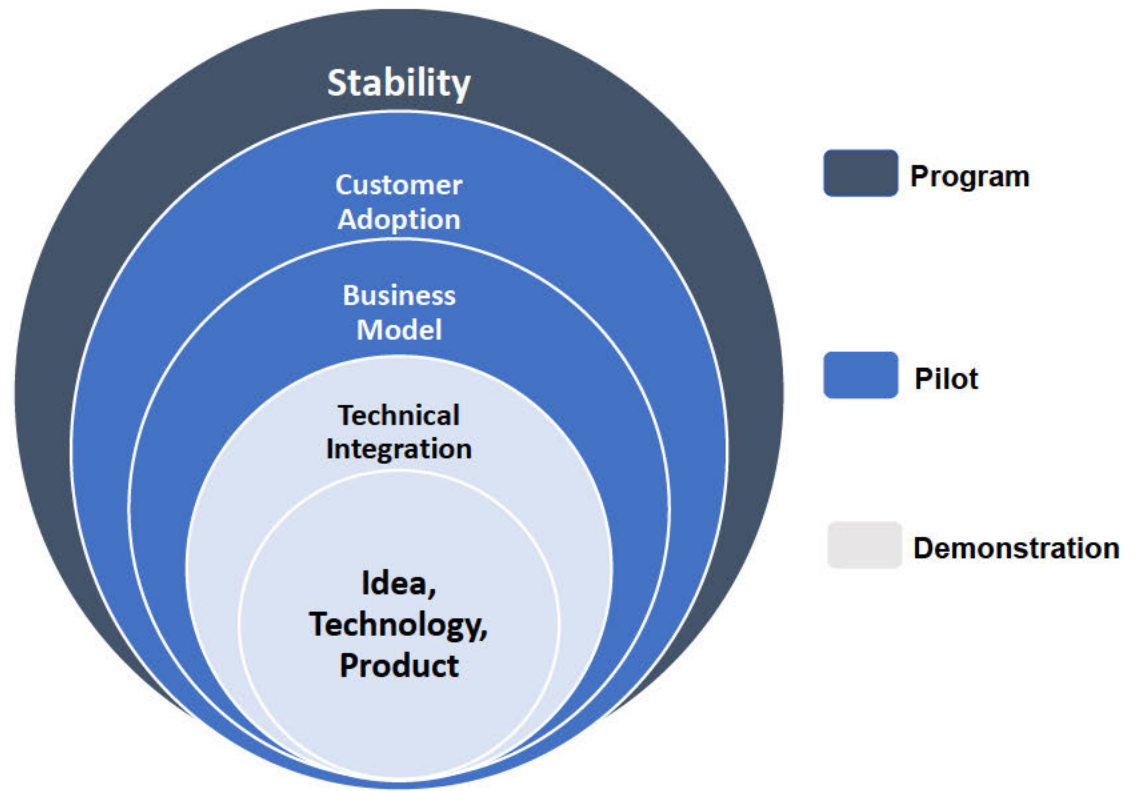 Stability
Customer
Adoption
Business
Model
Technical
Integration
Idea,
Technology,
Product
Program
Pilot
Demonstration